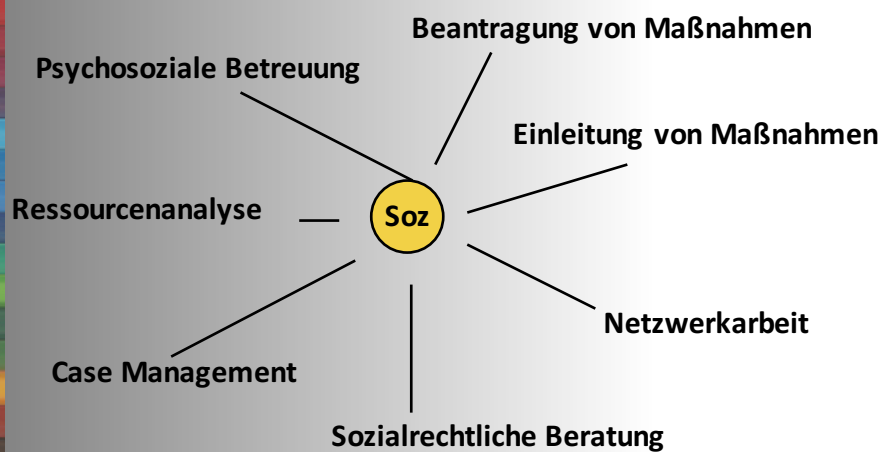 Beantragung von Maßnahmen
Psychosoziale Betreuung
Einleitung von Maßnahmen
Ressourcenanalyse
Soz
Netzwerkarbeit
Case Management
Sozialrechtliche Beratung